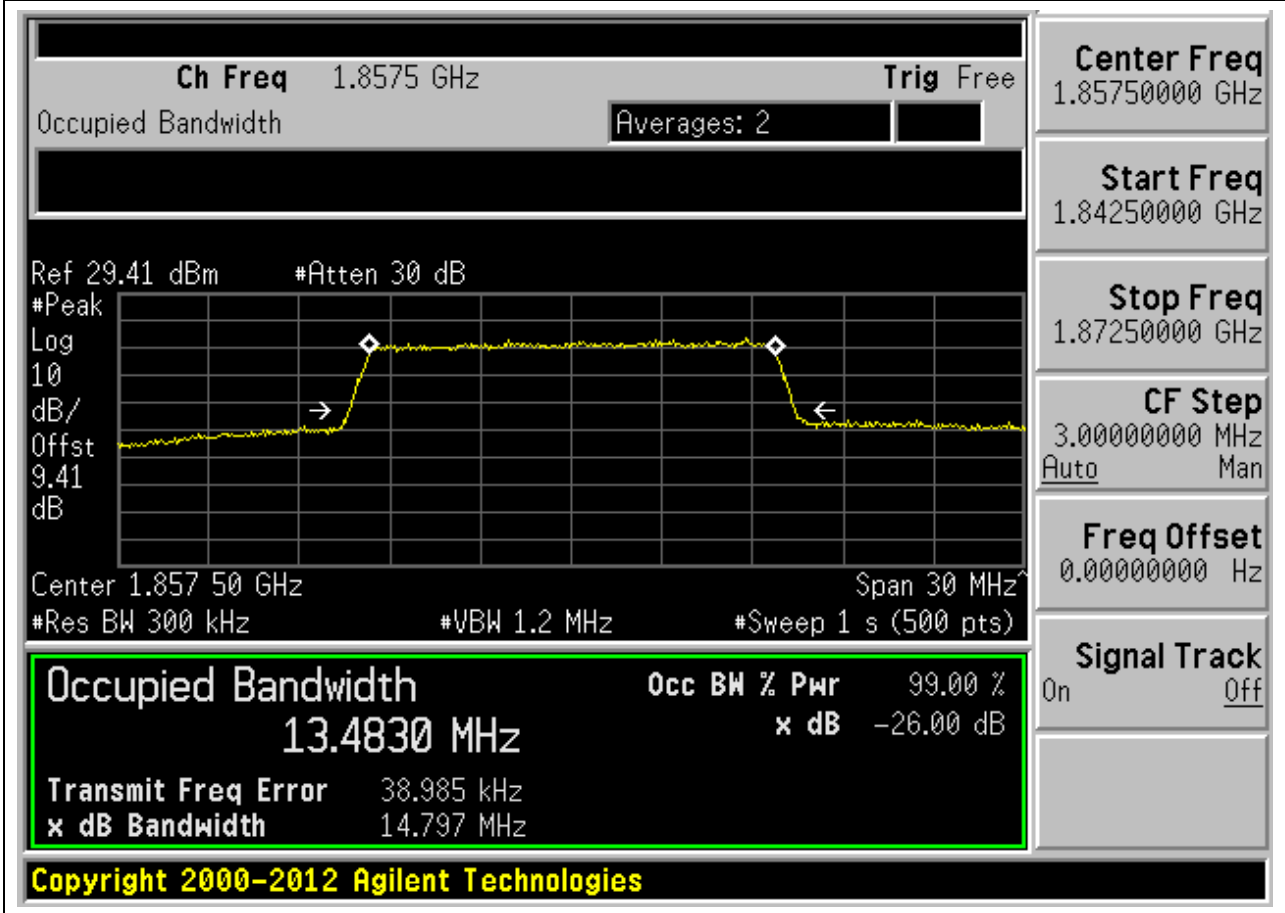 Ch Freq 1.8575 GHz Trig Free
Occupied Bandwidth Averages: 2
Ref 29.41 dBm #Atten 30 dB
#Peak
Log
10
dB/
Offst
9.41
dB
Center 1.857 50 GHz Span 30 MHz^
#Res BW 300 kHz #VBW 1.2 MHz #Sweep 1 s (500 pts)
Occupied Bandwidth Occ BW % Pwr 99.00 %
13.4830 MHz x dB -26.00 dB
Transmit Freq Error 38.985 kHz
x dB Bandwidth 14.797 MHz
Copyright 2000-2012 Agilent Technologies
Center Freq
1.85750000 GHz
Start Freq
1.84250000 GHz
Stop Freq
1.87250000 GHz
CF Step
3.00000000 MHz
Auto Man
Freq Offset
0.00000000 Hz
Signal Track
On Off